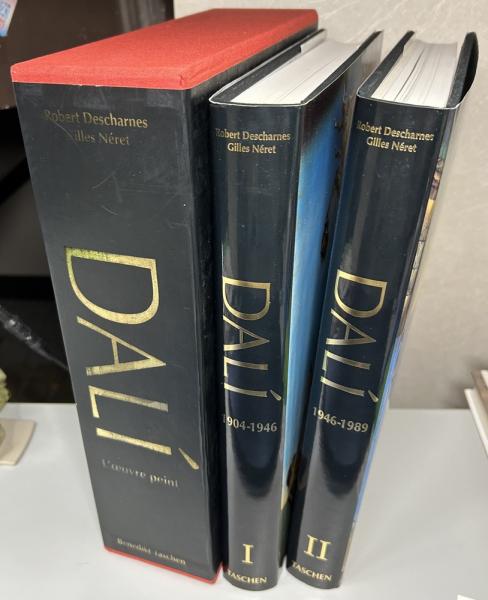 Robert Descharnes
Gilles Néret
DALÍ
L'œuvre peint
Benedikt Taschen
Robert Descharnes
Gilles Néret
DALÍ
1904-1946
I
TASCHEN
Robert Descharnes
Gilles Néret
DALÍ
1946-1989
II
TASCHEN